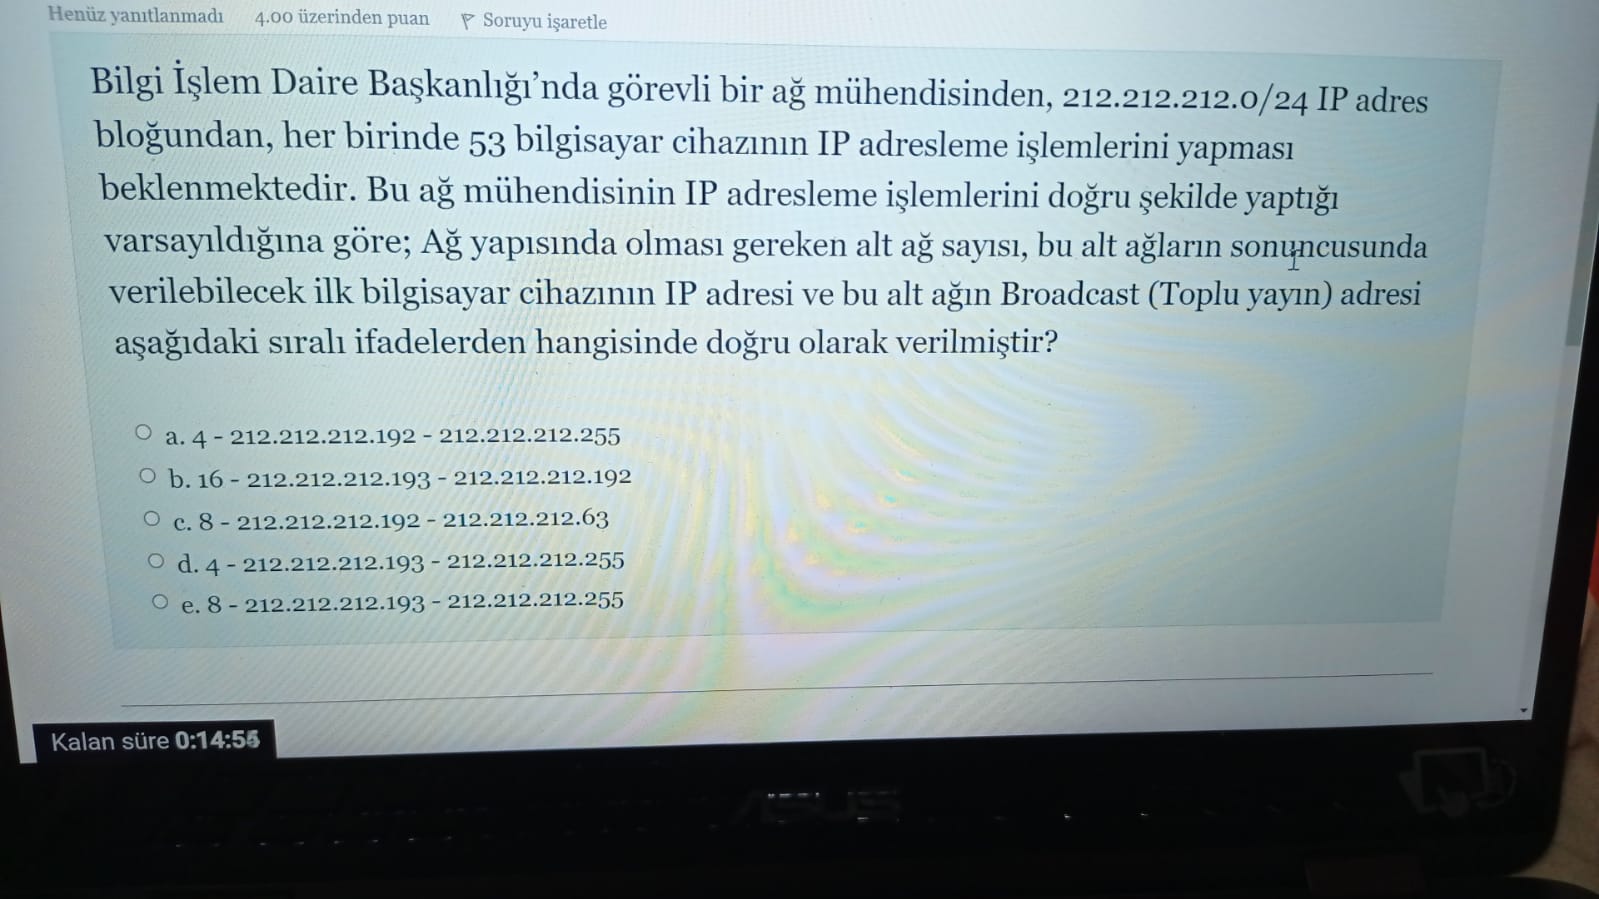 Henüz yanıtlanmadı 4.00 üzerinden puan Soruyu işaretle
Bilgi İşlem Daire Başkanlığı’nda görevli bir ağ mühendisinden, 212.212.212.0/24 IP adres
bloğundan, her birinde 53 bilgisayar cihazının IP adresleme işlemlerini yapması
beklenmektedir. Bu ağ mühendisinin IP adresleme işlemlerini doğru şekilde yaptığı
varsayıldığına göre; Ağ yapısında olması gereken alt ağ sayısı, bu alt ağların sonuncusunda
verilebilecek ilk bilgisayar cihazının IP adresi ve bu alt ağın Broadcast (Toplu yayın) adresi
aşağıdaki sıralı ifadelerden hangisinde doğru olarak verilmiştir?
a. 4 - 212.212.212.192 - 212.212.212.255
b. 16 - 212.212.212.193 - 212.212.212.192
c. 8 - 212.212.212.192 - 212.212.212.63
d. 4 - 212.212.212.193 - 212.212.212.255
e. 8 - 212.212.212.193 - 212.212.212.255
Kalan süre
ASUS